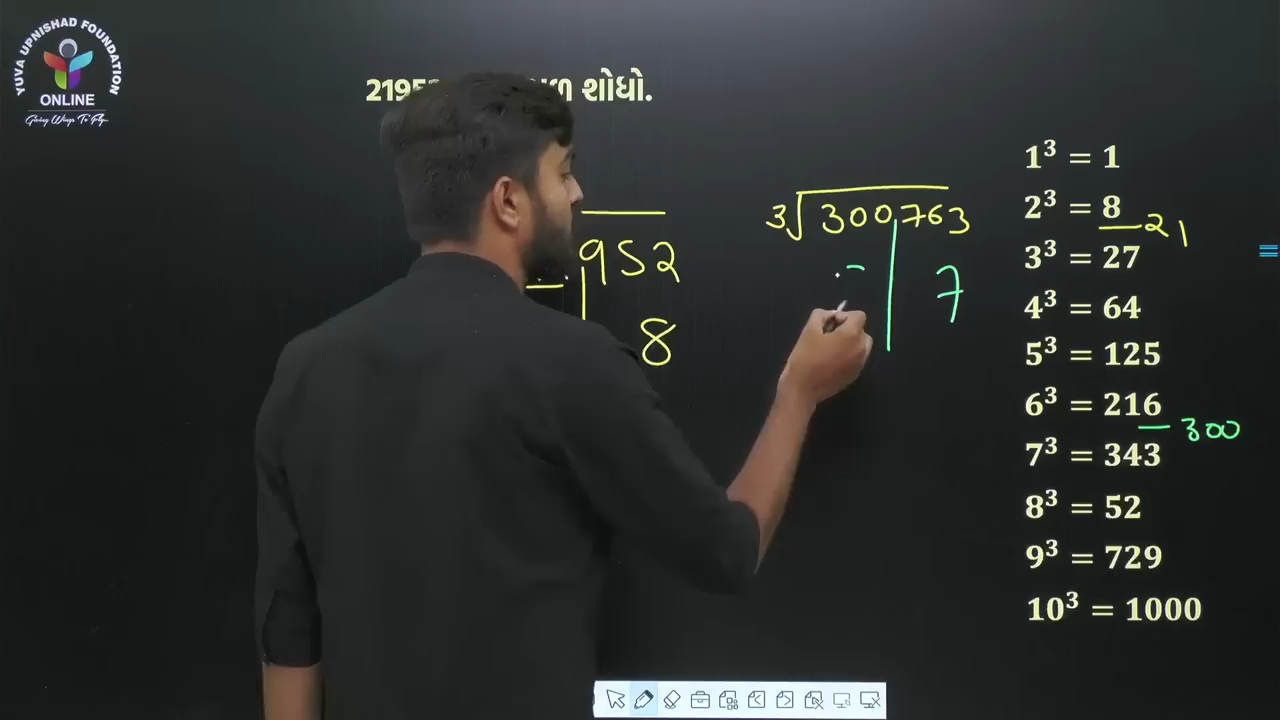 YUVA UPNISHAD FOUNDATION
ONLINE
Giving Wings To Fly...
શોધો.
952
8
3√300763
7
1³ = 1
2³ = 8
21
3³ = 27
4³ = 64
5³ = 125
6³ = 216
300
7³ = 343
8³ = 52
9³ = 729
10³ = 1000